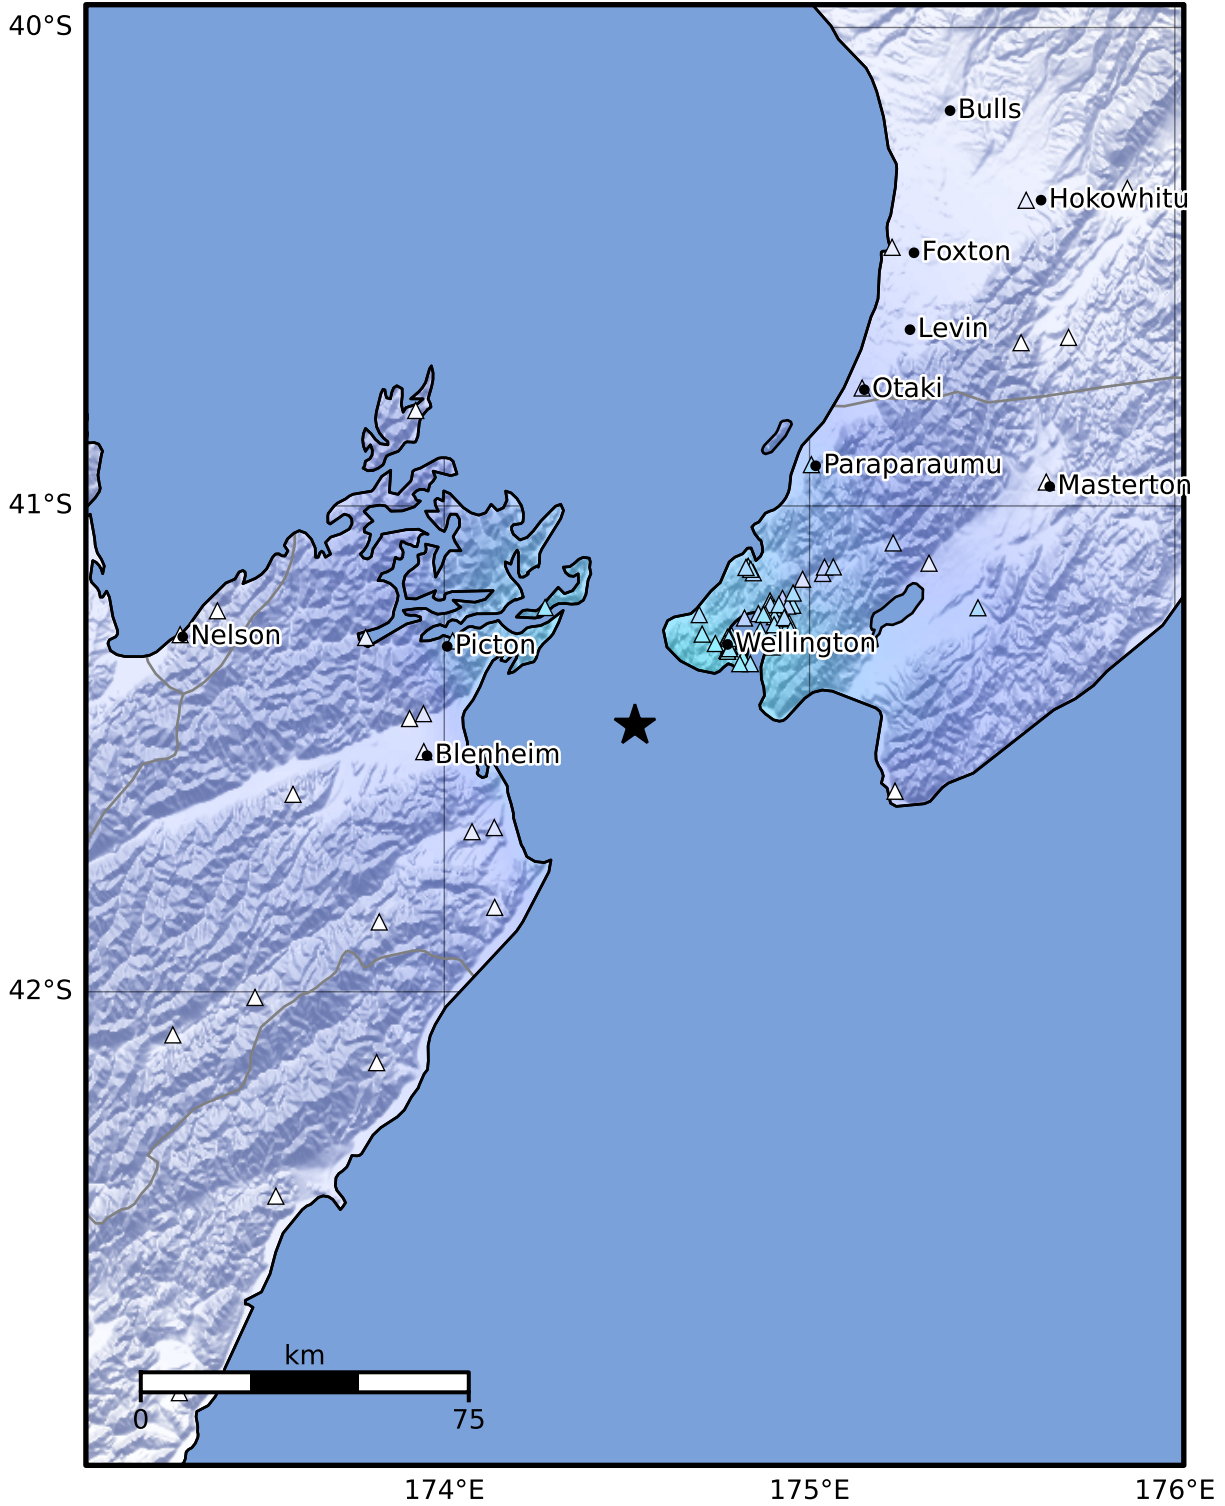 40°S
Bulls
Hokowhitu
Foxton
Levin
Otaki
Paraparaumu
Masterton
41°S
Nelson
Picton
Wellington
Blenheim
42°S
km
0
75
174°E
175°E
176°E